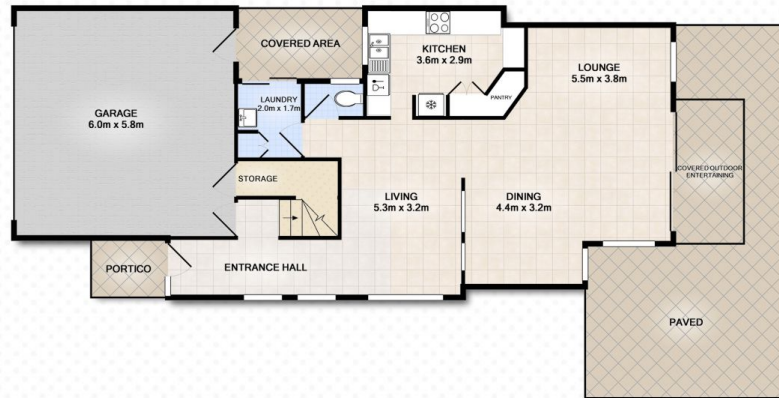 COVERED AREA
KITCHEN
3.6m x 2.9m
LOUNGE
5.5m x 3.8m
GARAGE
6.0m x 5.8m
LAUNDRY
2.0m x 1.7m
PANTRY
COVERED OUTDOOR
ENTERTAINING
STORAGE
LIVING
5.3m x 3.2m
DINING
4.4m x 3.2m
PORTICO
ENTRANCE HALL
PAVED